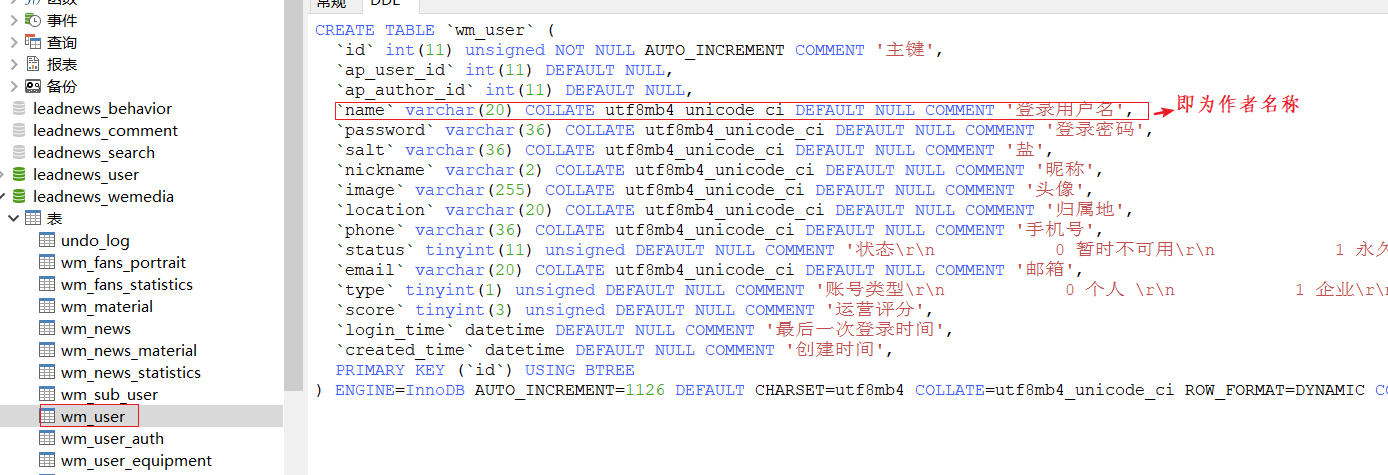 函数
事件
查询
报表
备份
leadnews_behavior
leadnews_comment
leadnews_search
leadnews_user
leadnews_wemedia
表
undo_log
wm_fans_portrait
wm_fans_statistics
wm_material
wm_news
wm_news_material
wm_news_statistics
wm_sub_user
wm_user
wm_user_auth
wm_user_equipment
常规 DDL
CREATE TABLE `wm_user` (
`id` int(11) unsigned NOT NULL AUTO_INCREMENT COMMENT '主键',
`ap_user_id` int(11) DEFAULT NULL,
`ap_author_id` int(11) DEFAULT NULL,
`name` varchar(20) COLLATE utf8mb4_unicode_ci DEFAULT NULL COMMENT '登录用户名',
即为作者名称
`password` varchar(36) COLLATE utf8mb4_unicode_ci DEFAULT NULL COMMENT '登录密码',
`salt` varchar(36) COLLATE utf8mb4_unicode_ci DEFAULT NULL COMMENT '盐',
`nickname` varchar(2) COLLATE utf8mb4_unicode_ci DEFAULT NULL COMMENT '昵称',
`image` varchar(255) COLLATE utf8mb4_unicode_ci DEFAULT NULL COMMENT '头像',
`location` varchar(20) COLLATE utf8mb4_unicode_ci DEFAULT NULL COMMENT '归属地',
`phone` varchar(36) COLLATE utf8mb4_unicode_ci DEFAULT NULL COMMENT '手机号',
`status` tinyint(11) unsigned DEFAULT NULL COMMENT '状态\r\n 0 暂时不可用\r\n 1 永久
`email` varchar(20) COLLATE utf8mb4_unicode_ci DEFAULT NULL COMMENT '邮箱',
`type` tinyint(1) unsigned DEFAULT NULL COMMENT '账号类型\r\n 0 个人 \r\n 1 企业\r\n
`score` tinyint(3) unsigned DEFAULT NULL COMMENT '运营评分',
`login_time` datetime DEFAULT NULL COMMENT '最后一次登录时间',
`created_time` datetime DEFAULT NULL COMMENT '创建时间',
PRIMARY KEY (`id`) USING BTREE
) ENGINE=InnoDB AUTO_INCREMENT=1126 DEFAULT CHARSET=utf8mb4 COLLATE=utf8mb4_unicode_ci ROW_FORMAT=DYNAMIC